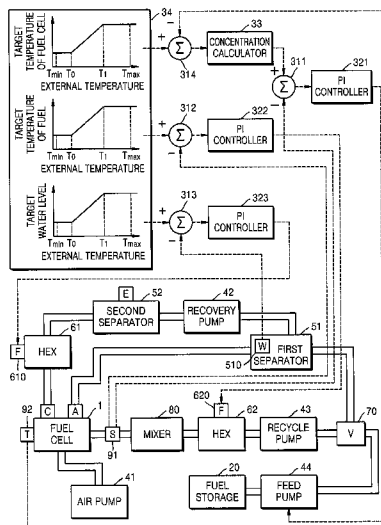 34
TARGET TEMPERATURE OF FUEL CELL
Tmin T0 T1 Tmax
EXTERNAL TEMPERATURE
TARGET TEMPERATURE OF FUEL
Tmin T0 T1 Tmax
EXTERNAL TEMPERATURE
TARGET WATER LEVEL
Tmin T0 T1 Tmax
EXTERNAL TEMPERATURE
+ − Σ 314
33
CONCENTRATION CALCULATOR
+ − Σ 311
321
PI CONTROLLER
+ − Σ 312
322
PI CONTROLLER
+ − Σ 313
323
PI CONTROLLER
E 52
SECOND SEPARATOR
42
RECOVERY PUMP
51
W
510
FIRST SEPARATOR
61
F HEX
610
C A
92
T
1
FUEL CELL
S
91
80
MIXER
620 F
62
HEX
43
RECYCLE PUMP
70
V
41
AIR PUMP
20
FUEL STORAGE
44
FEED PUMP